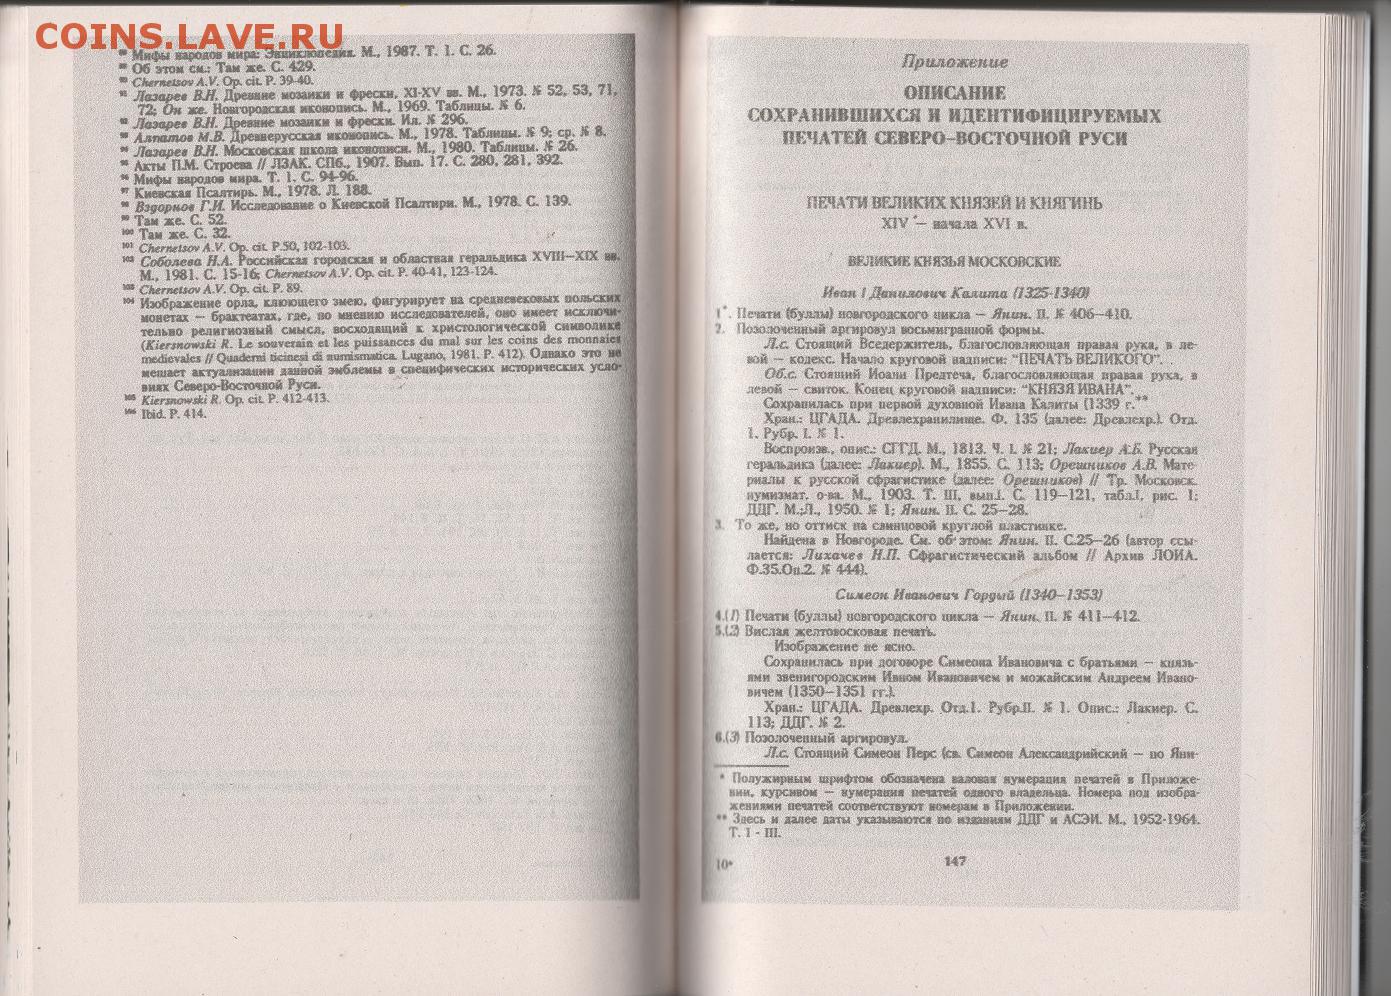 COINS.LAVE.RU
Мифы народов мира: Энциклопедия. М., 1987. Т. 1. С. 26.
Об этом см.: Там же. С. 429.
Chernetsov A.V. Op. cit. P. 39-40.
Лазарев В.Н. Древние мозаики и фрески, XI-XV вв. М., 1973. № 52, 53, 71,
72; Он же. Новгородская иконопись. М., 1969. Таблицы. № 6.
Лазарев В.Н. Древние мозаики и фрески. Ил. № 296.
Алпатов М.В. Древнерусская иконопись. М., 1978. Таблицы. № 9; ср. № 8.
Лазарев В.Н. Московская школа иконописи. М., 1980. Таблицы. № 26.
Акты П.М. Строева // ЛЗАК. СПб., 1907. Вып. 17. С. 280, 281, 392.
Мифы народов мира. Т. 1. С. 94-96.
Киевская Псалтирь. М., 1978. Л. 188.
Вздорнов Г.И. Исследование о Киевской Псалтири. М., 1978. С. 139.
Там же. С. 52.
100 Там же. С. 32.
101 Chernetsov A.V. Op. cit. P.50, 102-103.
102 Соболева Н.А. Российская городская и областная геральдика XVIII—XIX вв.
М., 1981. С. 15-16; Chernetsov A.V. Op. cit. P. 40-41, 123-124.
103 Chernetsov A.V. Op. cit. P. 89.
104 Изображение орла, клюющего змею, фигурирует на средневековых польских
монетах — брактеатах, где, по мнению исследователей, оно имеет исключи-
тельно религиозный смысл, восходящий к христологической символике
(Kiersnowski R. Le souverain et les puissances du mal sur les coins des monnaies
medievales // Quaderni ticinesi di numismatica. Lugano, 1981. P. 412). Однако это не
мешает актуализации данной эмблемы в специфических исторических усло-
виях Северо-Восточной Руси.
105 Kiersnowski R. Op. cit. P. 412-413.
106 Ibid. P. 414.
Приложение
ОПИСАНИЕ
СОХРАНИВШИХСЯ И ИДЕНТИФИЦИРУЕМЫХ
ПЕЧАТЕЙ СЕВЕРО-ВОСТОЧНОЙ РУСИ
ПЕЧАТИ ВЕЛИКИХ КНЯЗЕЙ И КНЯГИНЬ
XIV — начала XVI в.
ВЕЛИКИЕ КНЯЗЬЯ МОСКОВСКИЕ
Иван I Данилович Калита (1325-1340)
1*. Печати (буллы) новгородского цикла — Янин. II. № 406—410.
2. Позолоченный аргировул восьмигранной формы.
Л.с. Стоящий Вседержитель, благословляющая правая рука, в ле-
вой — кодекс. Начало круговой надписи: "ПЕЧАТЬ ВЕЛИКОГО".
Об.с. Стоящий Иоанн Предтеча, благословляющая правая рука, в
левой — свиток. Конец круговой надписи: "КНЯЗЯ ИВАНА".
Сохранилась при первой духовной Ивана Калиты (1339 г.**
Хран.: ЦГАДА. Древлехранилище. Ф. 135 (далее: Древлехр.). Отд.
1. Рубр. I. № 1.
Воспроизв., опис.: СГГД. М., 1813. Ч. I. № 21; Лакиер А.Б. Русская
геральдика (далее: Лакиер). М., 1855. С. 113; Орешников А.В. Мате-
риалы к русской сфрагистике (далее: Орешников) // Тр. Московск.
нумизмат. о-ва. М., 1903. Т. III, вып.I. С. 119—121, табл.I, рис. 1;
ДДГ. М.;Л., 1950. № 1; Янин. II. С. 25—28.
3. То же, но оттиск на свинцовой круглой пластинке.
Найдена в Новгороде. См. об этом: Янин. II. С.25—26 (автор ссы-
лается: Лихачев Н.П. Сфрагистический альбом // Архив ЛОИА.
Ф.35.Оп.2. № 444).
Симеон Иванович Гордый (1340—1353)
4.(1) Печати (буллы) новгородского цикла — Янин. II. № 411—412.
5.(2) Вислая желтовосковая печать.
Изображение не ясно.
Сохранилась при договоре Симеона Ивановича с братьями — князь-
ями звенигородским Ивном Ивановичем и можайским Андреем Ивано-
вичем (1350—1351 гг.).
Хран.: ЦГАДА. Древлехр. Отд.1. Рубр.II. № 1. Опис.: Лакиер. С.
113; ДДГ. № 2.
6.(3) Позолоченный аргировул.
Л.с. Стоящий Симеон Перс (св. Симеон Александрийский — по Яни-
* Полужирным шрифтом обозначена валовая нумерация печатей в Приложе-
нии, курсивом — нумерация печатей одного владельца. Номера под изобра-
жениями печатей соответствуют номерам в Приложении.
** Здесь и далее даты указываются по изданиям ДДГ и АСЭИ. М., 1952-1964.
Т. I - III.
10*
147